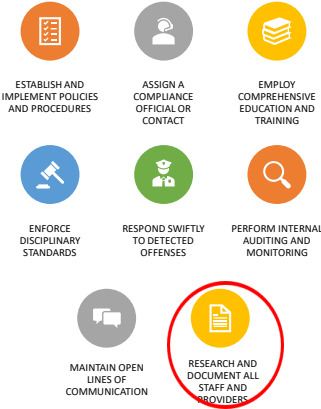 ESTABLISH AND
IMPLEMENT POLICIES
AND PROCEDURES
ASSIGN A
COMPLIANCE
OFFICIAL OR
CONTACT
EMPLOY
COMPREHENSIVE
EDUCATION AND
TRAINING
ENFORCE
DISCIPLINARY
STANDARDS
RESPOND SWIFTLY
TO DETECTED
OFFENSES
PERFORM INTERNAL
AUDITING AND
MONITORING
MAINTAIN OPEN
LINES OF
COMMUNICATION
RESEARCH AND
DOCUMENT ALL
STAFF AND
PROVIDERS